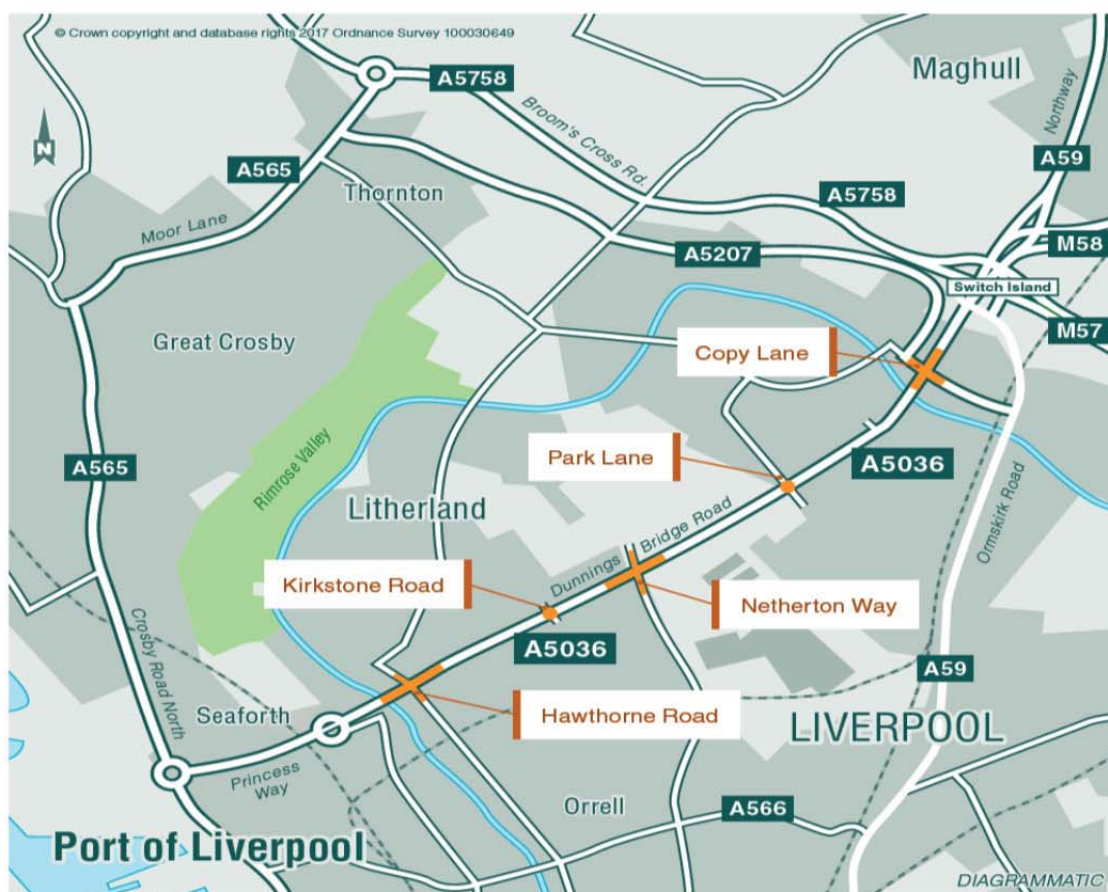 © Crown copyright and database rights 2017 Ordnance Survey 100030649
A5758
Maghull
Northway
N
Broom's Cross Rd.
A59
A565
Thornton
A5758
Moor Lane
M58
A5207
Switch Island
M57
Great Crosby
Copy Lane
A565
Rimrose Valley
Park Lane
A5036
Litherland
Ormskirk Road
Dunnings Bridge Road
Kirkstone Road
Netherton Way
A5036
Crosby Road North
A59
Seaforth
Hawthorne Road
LIVERPOOL
Princess
Way
Orrell
A566
Port of Liverpool
DIAGRAMMATIC